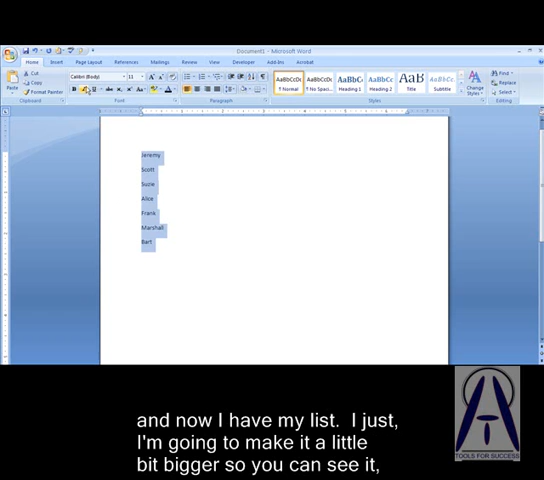 Document1 - Microsoft Word
Home Insert Page Layout References Mailings Review View Developer Add-Ins Acrobat
Paste
Cut
Copy
Format Painter
Clipboard
Calibri (Body) 11
Font
Paragraph
AaBbCcDc AaBbCcDc AaBbC AaBbCc AaB AaBbCc
¶ Normal ¶ No Spaci... Heading 1 Heading 2 Title Subtitle
Change Styles
Styles
Find
Replace
Select
Editing
Jeremy
Scott
Suzie
Alice
Frank
Marshall
Bart
and now I have my list. I just,
I'm going to make it a little
bit bigger so you can see it,
TOOLS FOR SUCCESS